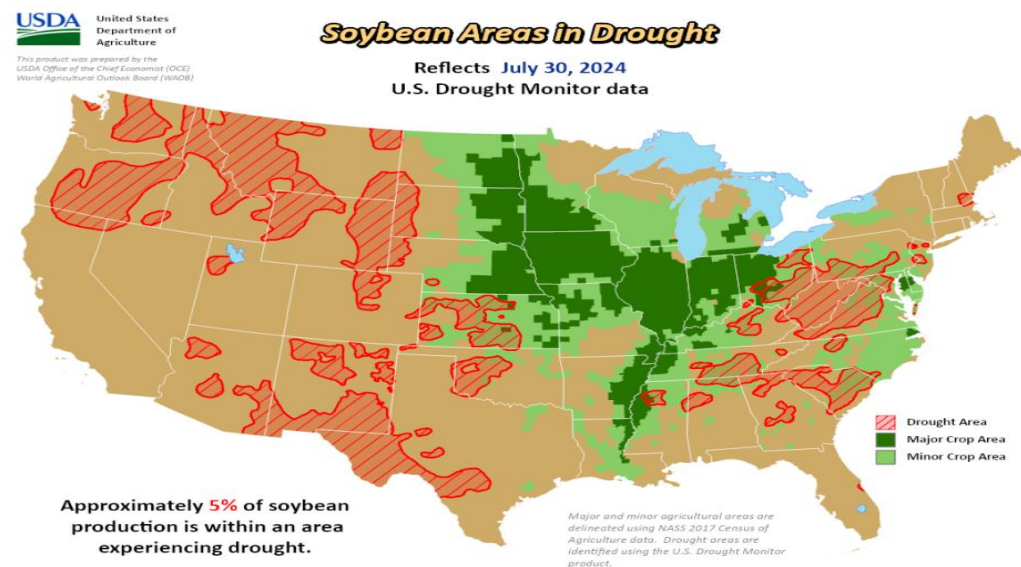 USDA
United States
Department of
Agriculture
This product was prepared by the
USDA Office of the Chief Economist (OCE)
World Agricultural Outlook Board (WAOB)
Soybean Areas in Drought
Reflects July 30, 2024
U.S. Drought Monitor data
Drought Area
Major Crop Area
Minor Crop Area
Approximately 5% of soybean
production is within an area
experiencing drought.
Major and minor agricultural areas are
delineated using NASS 2017 Census of
Agriculture data. Drought areas are
identified using the U.S. Drought Monitor
product.